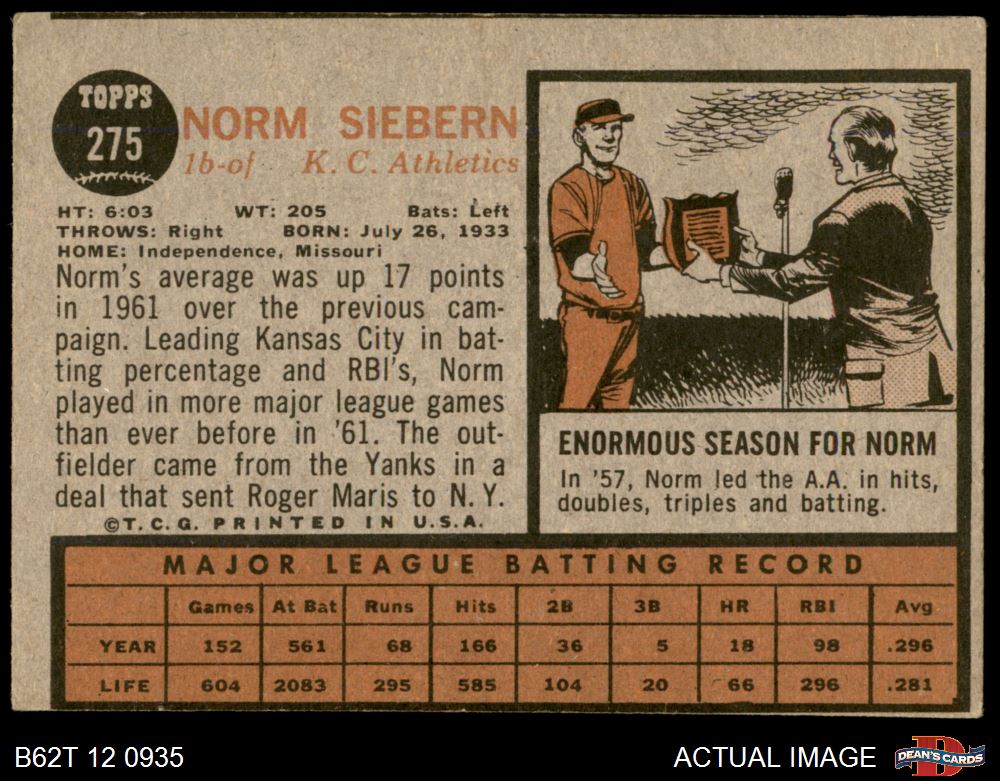 TOPPS
275
NORM SIEBERN
1b-of K. C. Athletics
HT: 6:03 WT: 205 Bats: Left
THROWS: Right BORN: July 26, 1933
HOME: Independence, Missouri
Norm's average was up 17 points
in 1961 over the previous cam-
paign. Leading Kansas City in bat-
ting percentage and RBI's, Norm
played in more major league games
than ever before in '61. The out-
fielder came from the Yanks in a
deal that sent Roger Maris to N. Y.
©T. C. G. PRINTED IN U.S.A.
ENORMOUS SEASON FOR NORM
In '57, Norm led the A.A. in hits,
doubles, triples and batting.
MAJOR LEAGUE BATTING RECORD
Games At Bat Runs Hits 2B 3B HR RBI Avg
YEAR 152 561 68 166 36 5 18 98 .296
LIFE 604 2083 295 585 104 20 66 296 .281
B62T 12 0935
ACTUAL IMAGE
D
DEAN'S CARDS